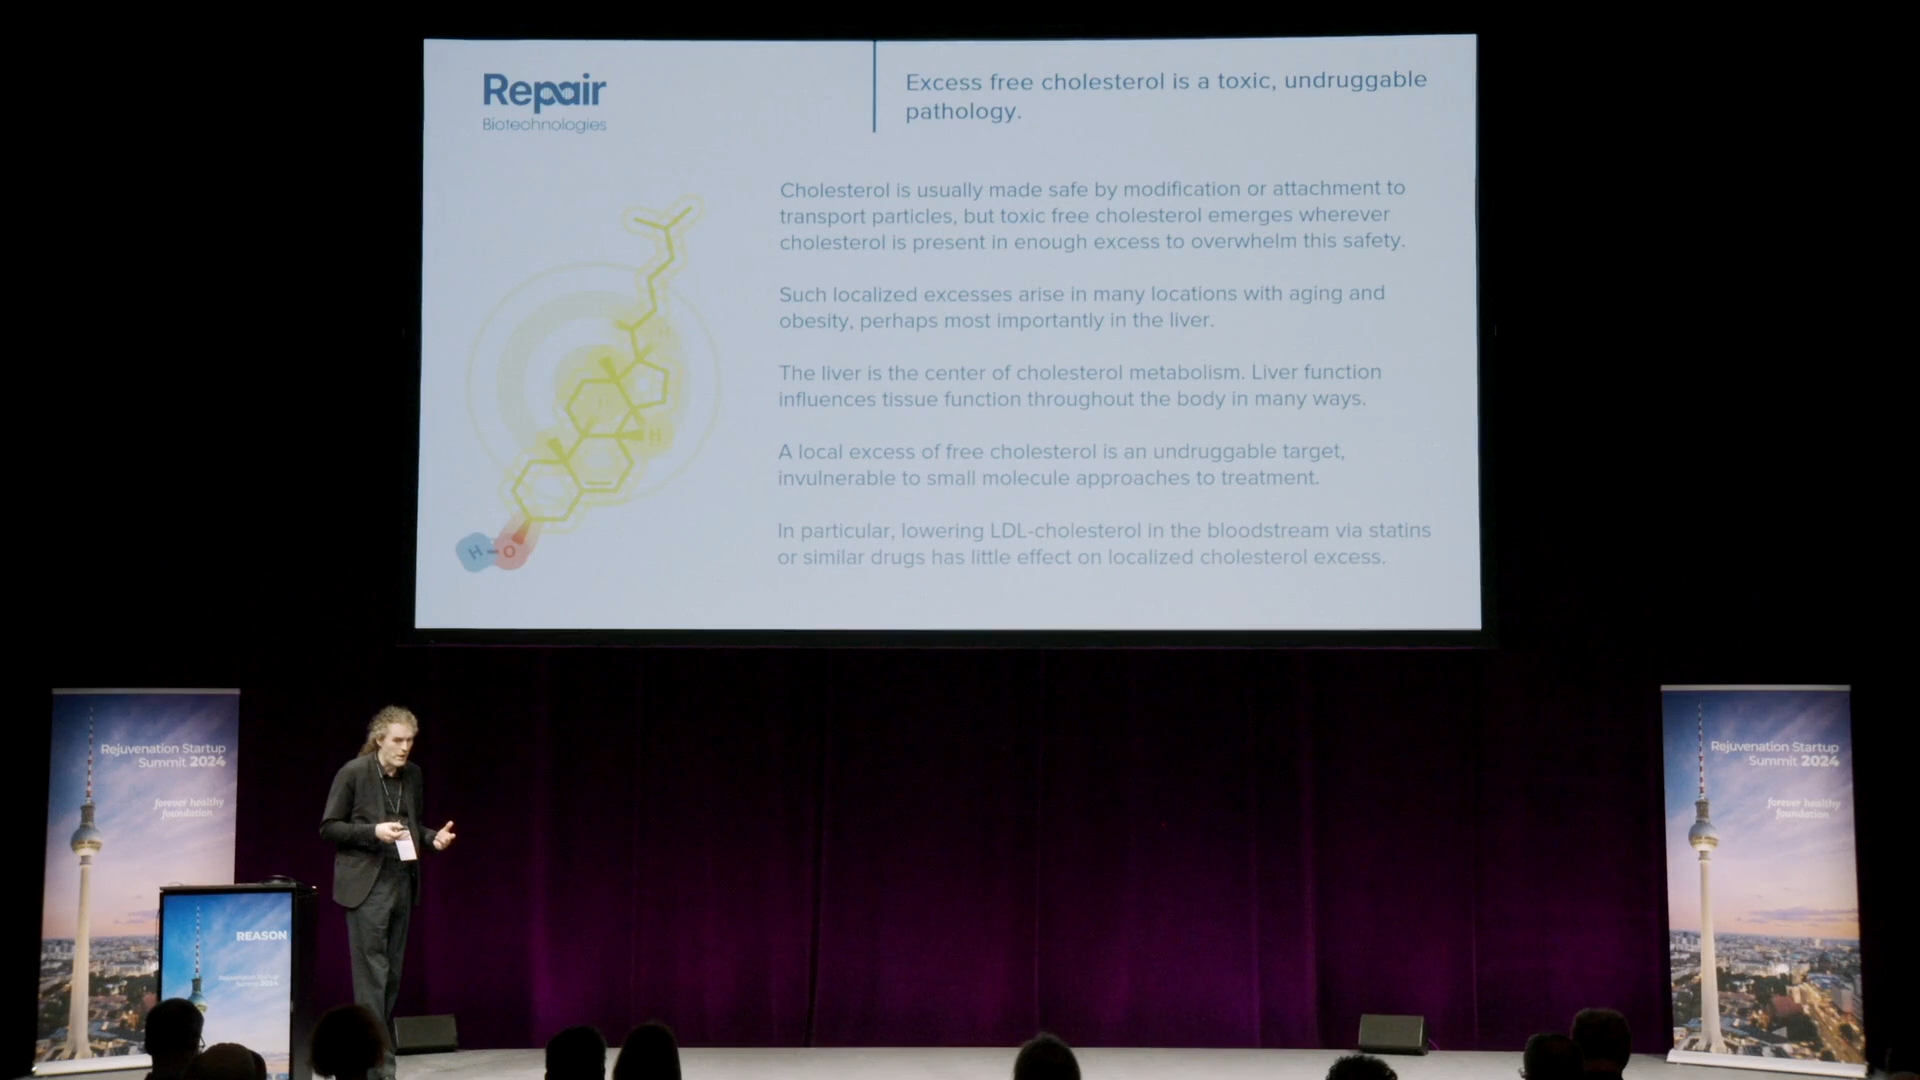 Repair
Biotechnologies
Excess free cholesterol is a toxic, undruggable
pathology.
Cholesterol is usually made safe by modification or attachment to
transport particles, but toxic free cholesterol emerges wherever
cholesterol is present in enough excess to overwhelm this safety.
Such localized excesses arise in many locations with aging and
obesity, perhaps most importantly in the liver.
The liver is the center of cholesterol metabolism. Liver function
influences tissue function throughout the body in many ways.
A local excess of free cholesterol is an undruggable target,
invulnerable to small molecule approaches to treatment.
In particular, lowering LDL-cholesterol in the bloodstream via statins
or similar drugs has little effect on localized cholesterol excess.
H
H-O
Rejuvenation Startup
Summit 2024
forever healthy
foundation
REASON
Rejuvenation Startup
Summit 2024
Rejuvenation Startup
Summit 2024
forever healthy
foundation